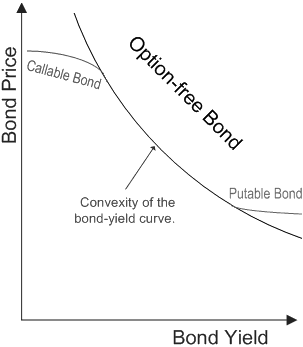 Bond Price
Callable Bond
Option-free Bond
Convexity of the
bond-yield curve.
Putable Bond
Bond Yield